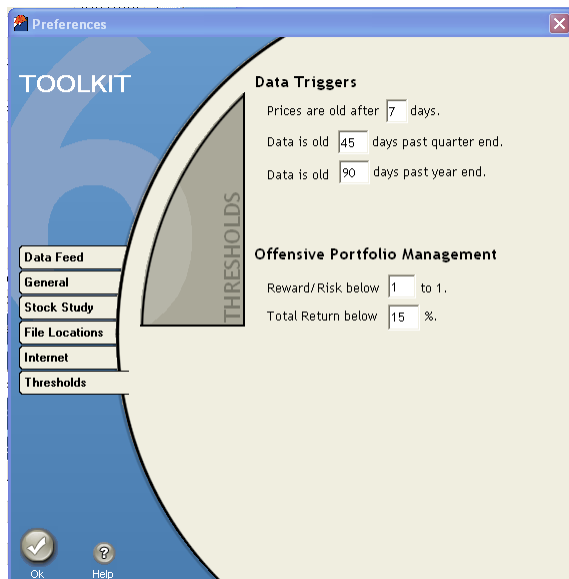 Preferences
TOOLKIT
6
Data Triggers
Prices are old after 7 days.
Data is old 45 days past quarter end.
Data is old 90 days past year end.
THRESHOLDS
Offensive Portfolio Management
Reward/Risk below 1 to 1.
Total Return below 15 %.
Data Feed
General
Stock Study
File Locations
Internet
Thresholds
Ok
? Help